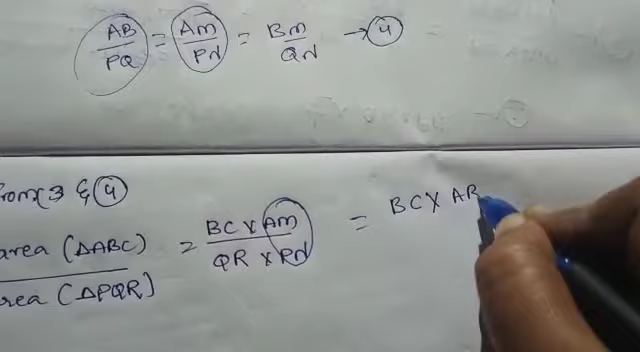 AB/PQ = AM/PN = BM/QN → 4
from 3 & 4
area (ΔABC)/area (ΔPQR) = BC × AM/QR × PN = BC × AB